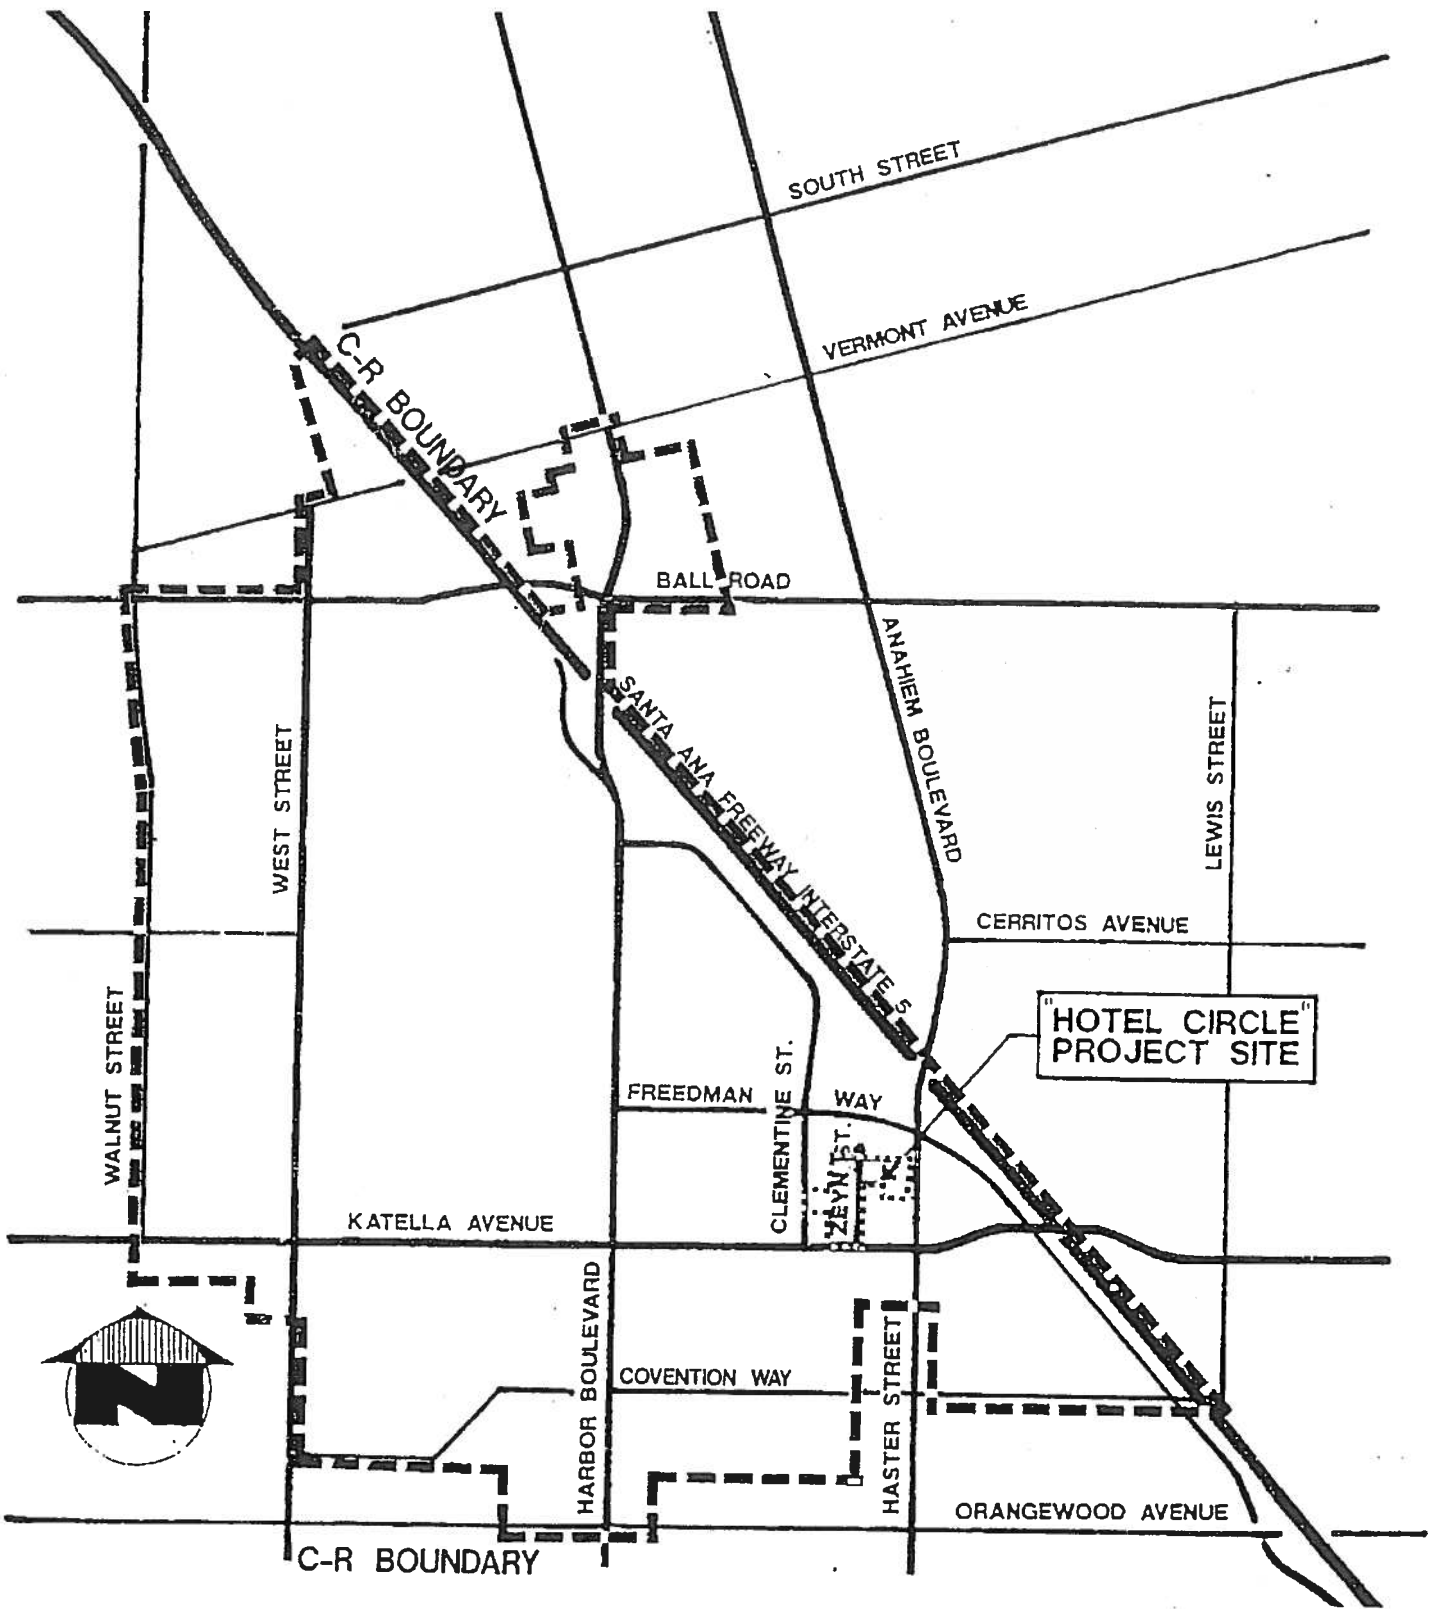 SOUTH STREET
VERMONT AVENUE
C-R BOUNDARY
BALL ROAD
ANAHIEM BOULEVARD
SANTA ANA FREEWAY INTERSTATE 5
LEWIS STREET
WEST STREET
CERRITOS AVENUE
WALNUT STREET
"HOTEL CIRCLE"
PROJECT SITE
FREEDMAN WAY
CLEMENTINE ST.
ZEYN ST.
KATELLA AVENUE
HARBOR BOULEVARD
COVENTION WAY
HASTER STREET
N
ORANGEWOOD AVENUE
C-R BOUNDARY